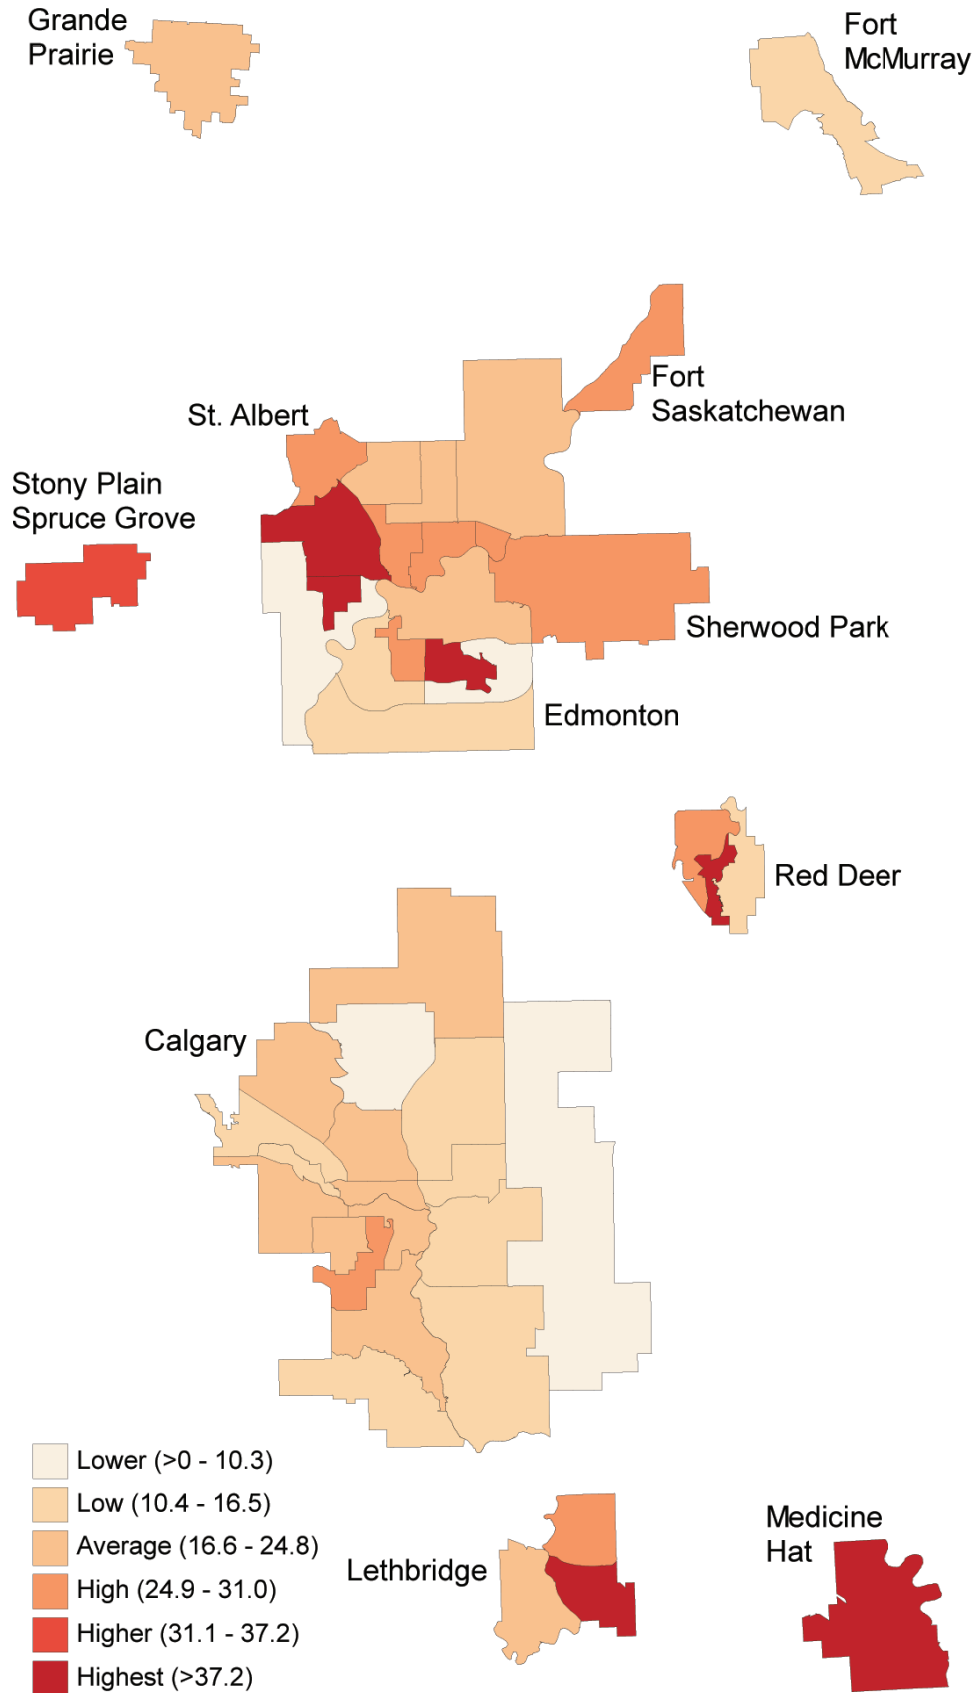 Grande
Prairie
Fort
McMurray
Fort
Saskatchewan
St. Albert
Stony Plain
Spruce Grove
Sherwood Park
Edmonton
Red Deer
Calgary
Lower (>0 - 10.3)
Low (10.4 - 16.5)
Average (16.6 - 24.8)
High (24.9 - 31.0)
Higher (31.1 - 37.2)
Highest (>37.2)
Lethbridge
Medicine
Hat